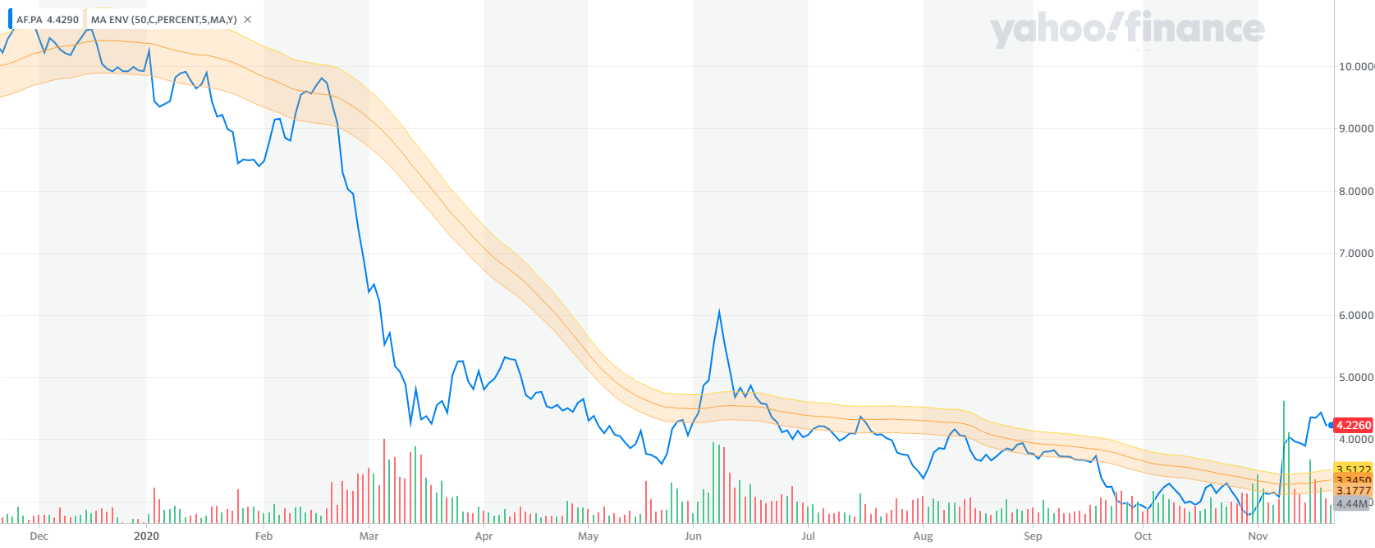 AF.PA 4.4290 MA ENV (50,C,PERCENT,5,MA,Y) ×
yahoo!finance
10.0000
9.0000
8.0000
7.0000
6.0000
5.0000
4.2260
4.0000
3.5122
3.3450
3.1777
4.44M
Dec 2020 Feb Mar Apr May Jun Jul Aug Sep Oct Nov